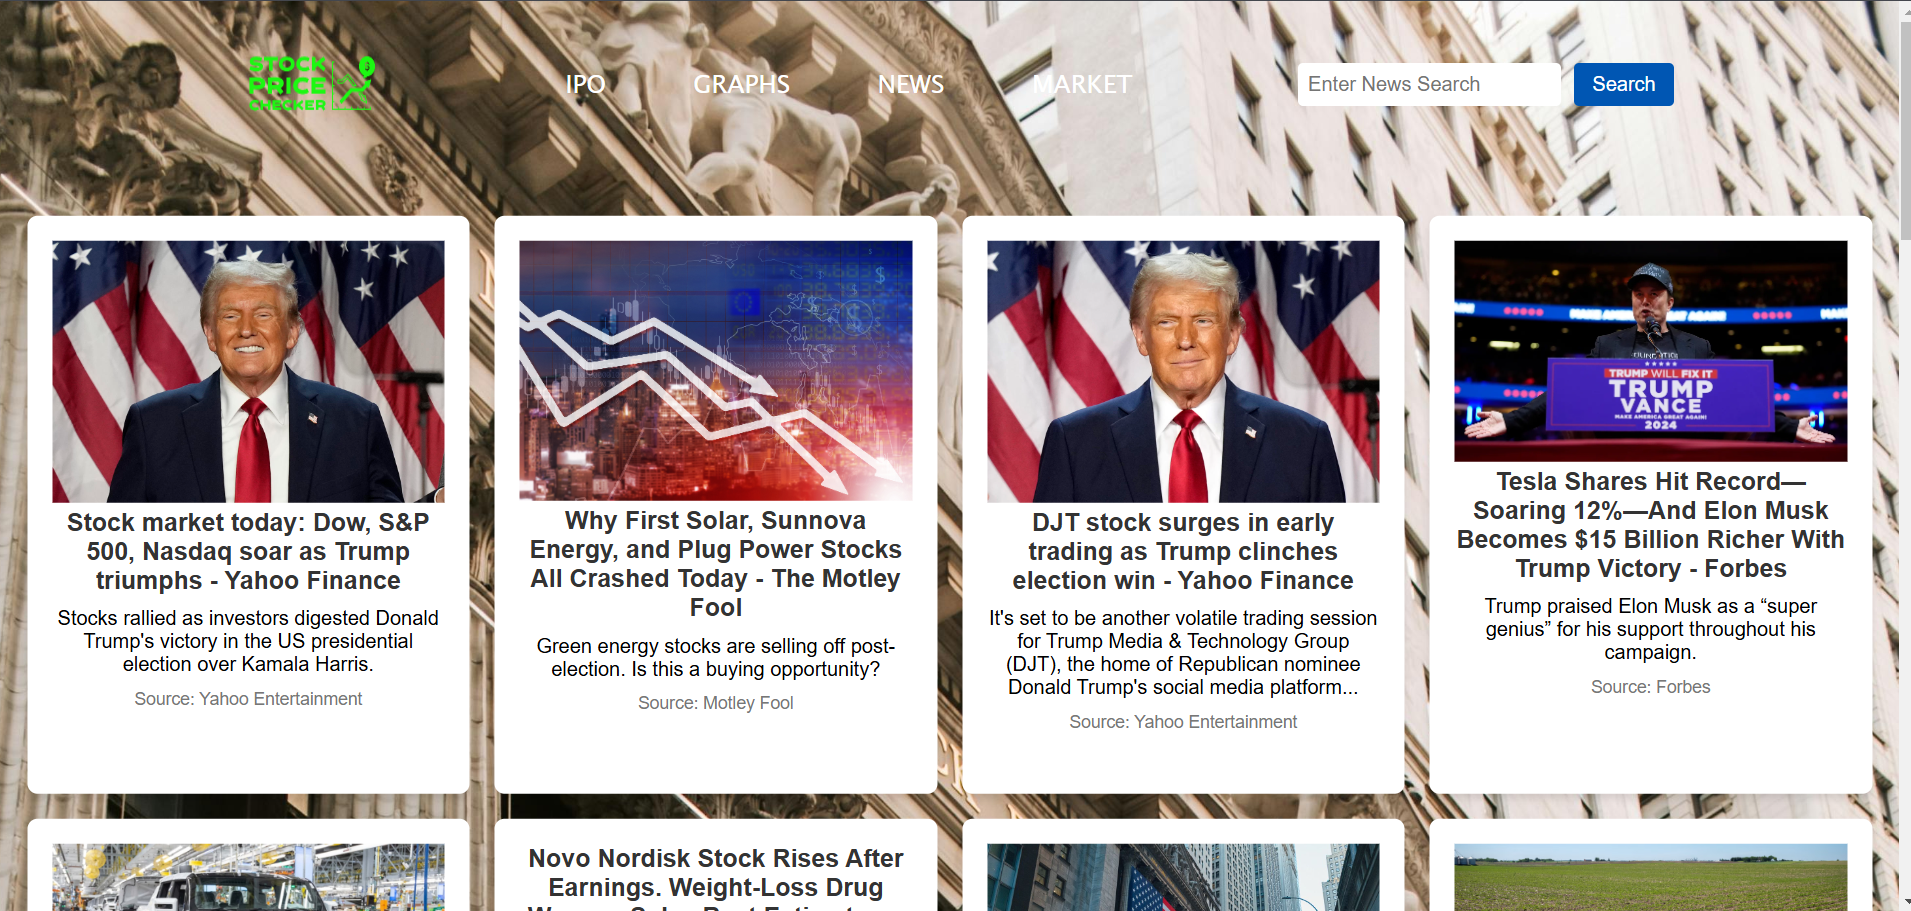 STOCK
PRICE
CHECKER
$
IPO
GRAPHS
NEWS
MARKET
Enter News Search
Search
MAKE AMERICA GREAT AGAIN!
TRUMP WILL FIX IT
TRUMP
VANCE
MAKE AMERICA GREAT AGAIN!
2024
Stock market today: Dow, S&P
500, Nasdaq soar as Trump
triumphs - Yahoo Finance
Stocks rallied as investors digested Donald
Trump's victory in the US presidential
election over Kamala Harris.
Source: Yahoo Entertainment
Why First Solar, Sunnova
Energy, and Plug Power Stocks
All Crashed Today - The Motley
Fool
Green energy stocks are selling off post-
election. Is this a buying opportunity?
Source: Motley Fool
DJT stock surges in early
trading as Trump clinches
election win - Yahoo Finance
It's set to be another volatile trading session
for Trump Media & Technology Group
(DJT), the home of Republican nominee
Donald Trump's social media platform...
Source: Yahoo Entertainment
Tesla Shares Hit Record—
Soaring 12%—And Elon Musk
Becomes $15 Billion Richer With
Trump Victory - Forbes
Trump praised Elon Musk as a “super
genius” for his support throughout his
campaign.
Source: Forbes
Novo Nordisk Stock Rises After
Earnings. Weight-Loss Drug